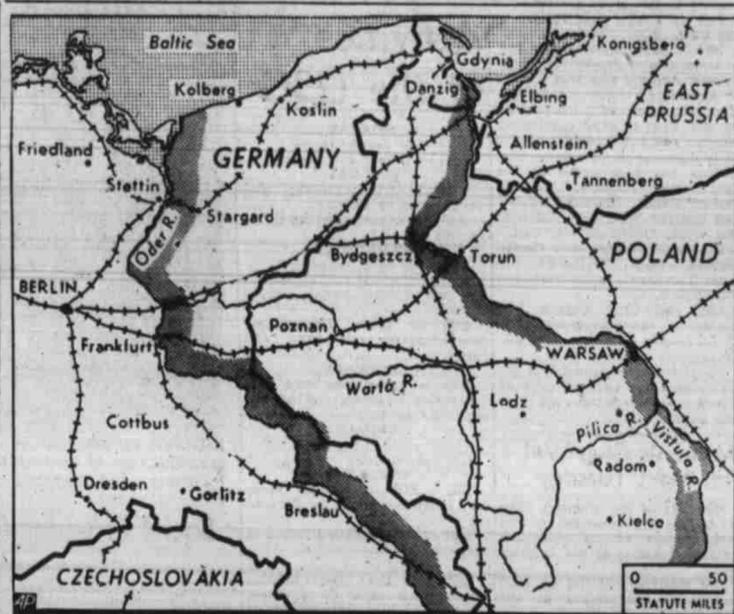 Baltic Sea
Gdynia
Konigsberg
Kolberg
Danzig
Koslin
Elbing
EAST
PRUSSIA
Friedland
GERMANY
Allenstein
Tannenberg
Stettin
Stargard
Oder R.
Bydgeszcz
Torun
POLAND
BERLIN
Poznan
Frankfurt
WARSAW
Warta R.
Lodz
Cottbus
Pilica R.
Vistula R.
Radom
Dresden
Gorlitz
Breslau
Kielce
CZECHOSLOVAKIA
0 50
STATUTE MILES
AP